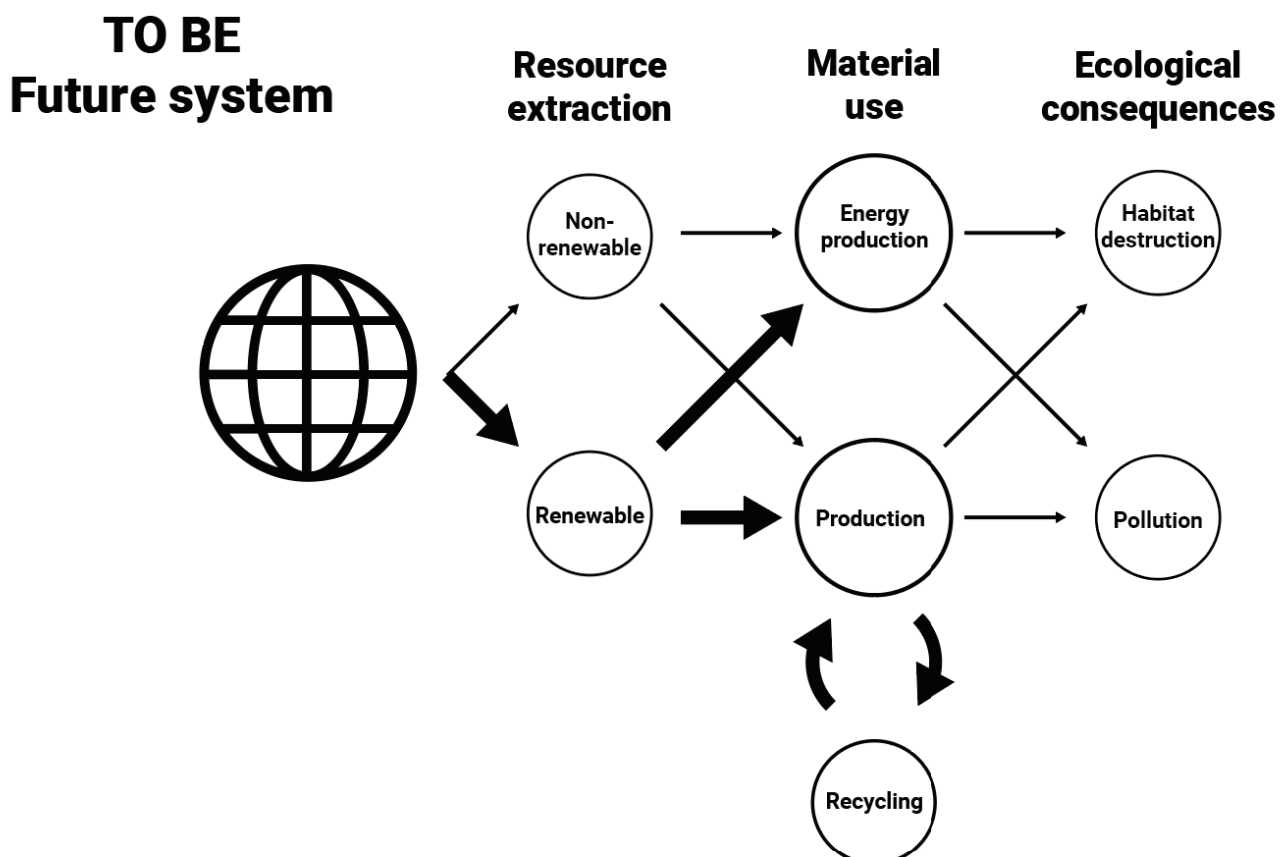 TO BE
Future system
Resource
extraction
Material
use
Ecological
consequences
Non-
renewable
Energy
production
Habitat
destruction
Renewable
Production
Pollution
Recycling